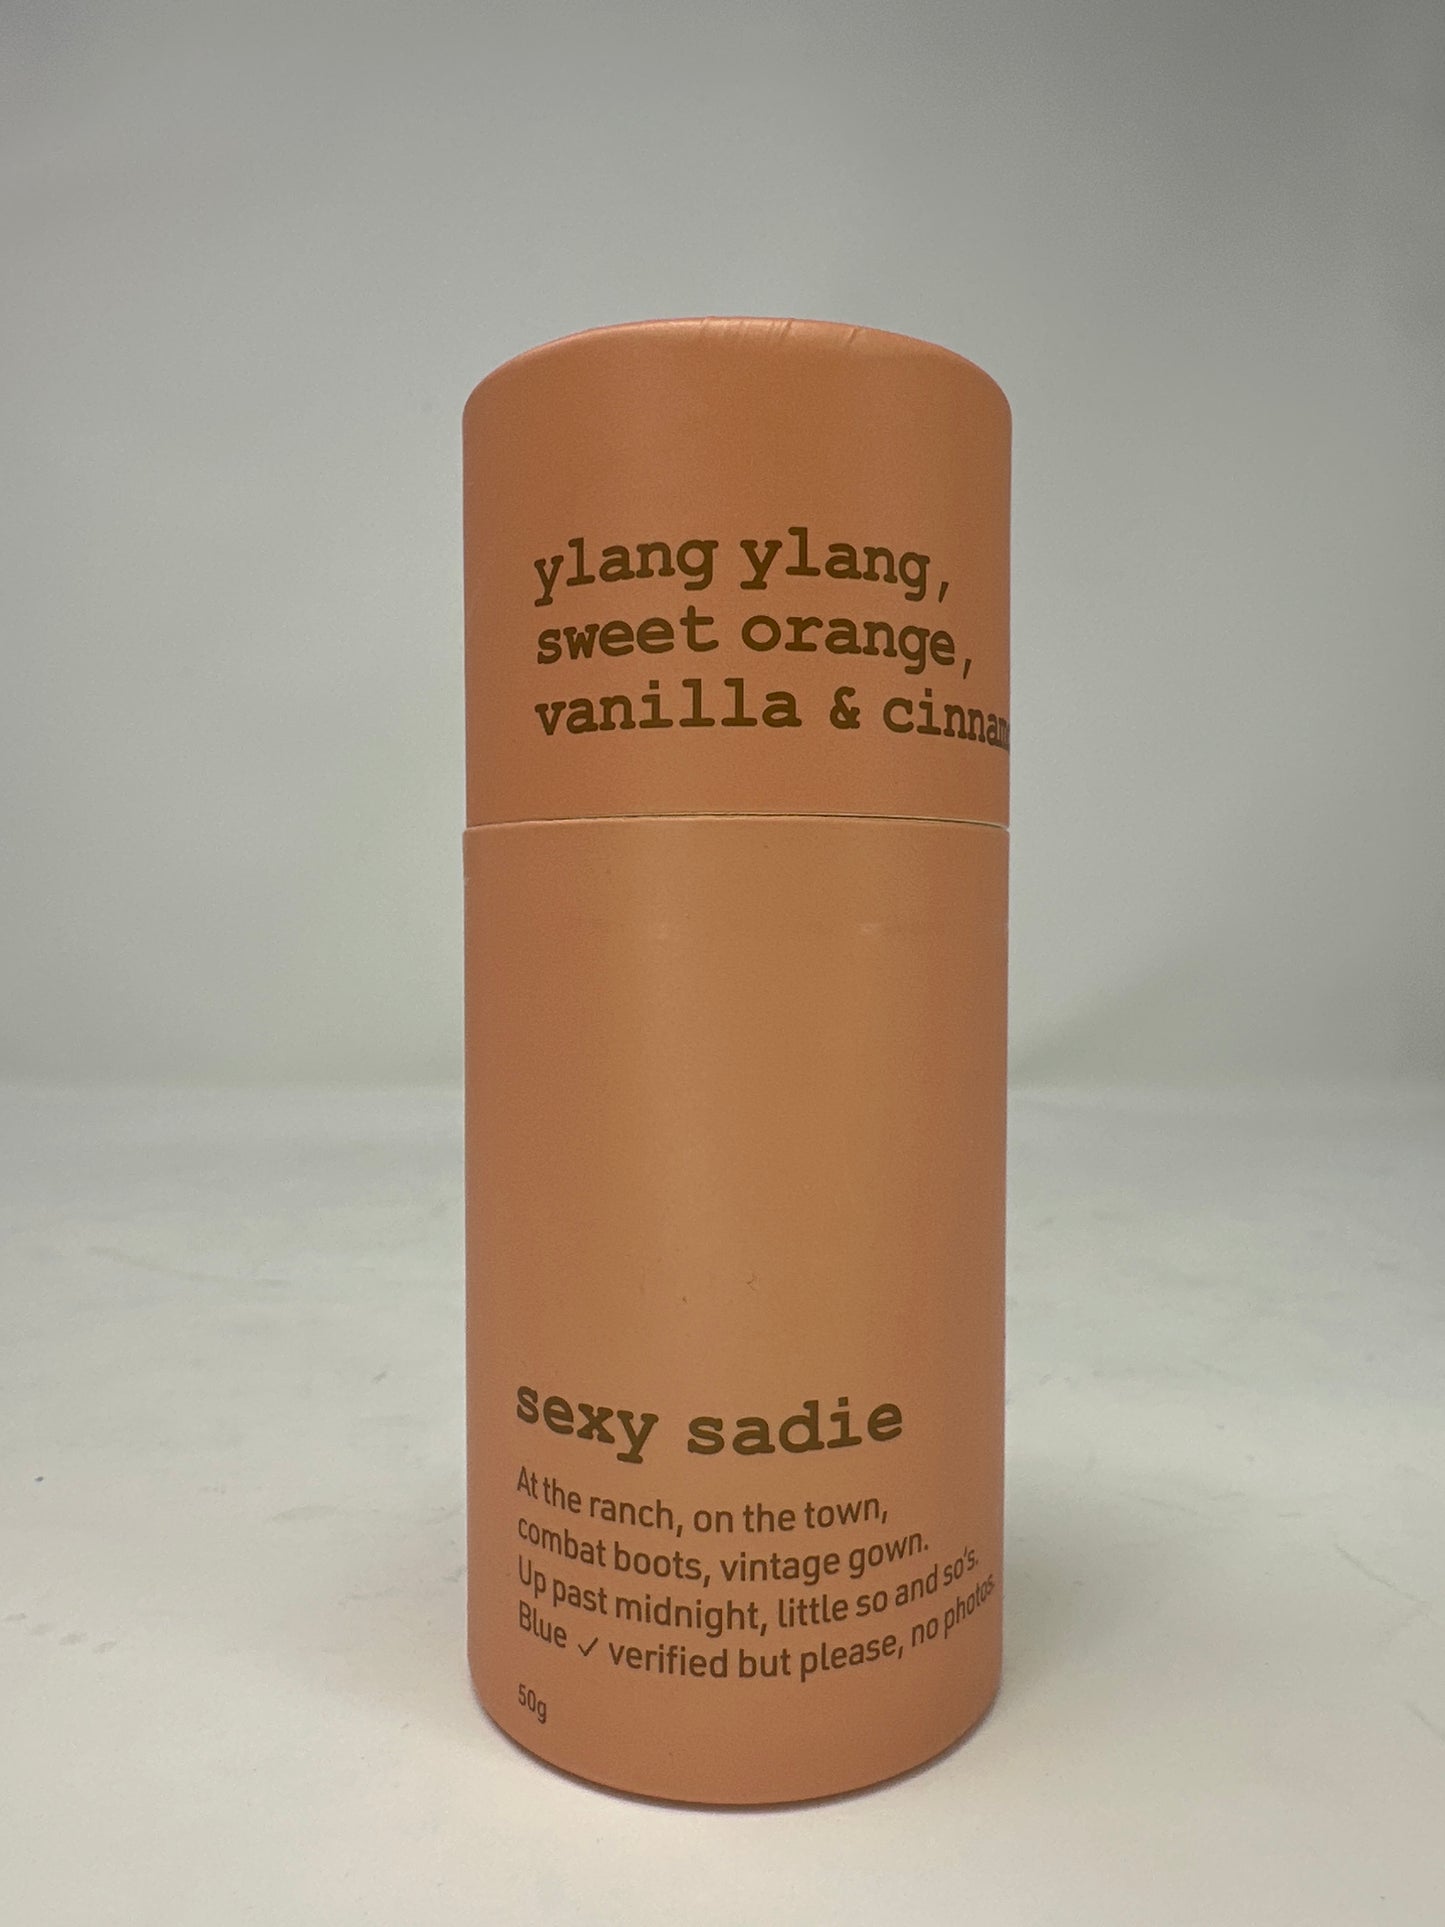 ylang ylang,
sweet orange,
vanilla &
sexy sadie
At the ranch, on the town,
combat boots, vintage gown.
Up past midnight, little so and so's.
Blue ✓ verified but please, no photos.
50g